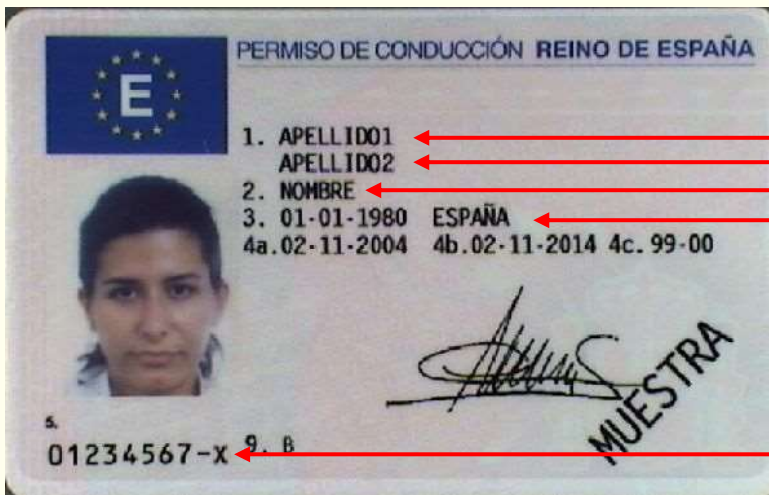 E
PERMISO DE CONDUCCIÓN REINO DE ESPAÑA
1. APELLIDO1
APELLIDO2
2. NOMBRE
3. 01-01-1980 ESPAÑA
4a.02-11-2004 4b.02-11-2014 4c.99-00
MUESTRA
5.
01234567-X 9. B